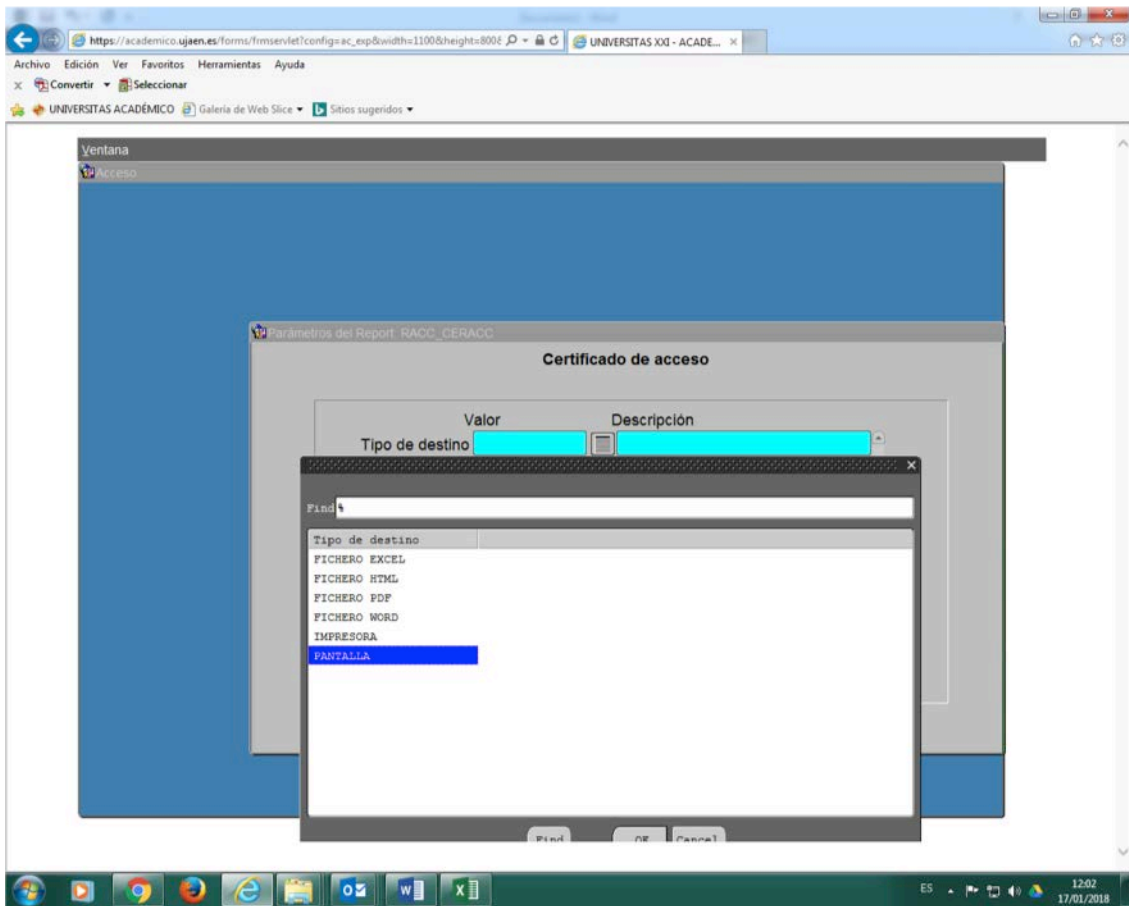 https://academico.ujaen.es/forms/frmservlet?config=ac_exp&width=1100&height=800&
UNIVERSITAS XXI - ACADE...
Archivo Edición Ver Favoritos Herramientas Ayuda
Convertir Seleccionar
UNIVERSITAS ACADÉMICO Galería de Web Slice Sitios sugeridos
Ventana
Acceso
Parámetros del Report RACC_CERACC
Certificado de acceso
Valor Descripción
Tipo de destino
Find %
Tipo de destino
FICHERO EXCEL
FICHERO HTML
FICHERO PDF
FICHERO WORD
IMPRESORA
PANTALLA
Find OK Cancel
ES 12:02
17/01/2018